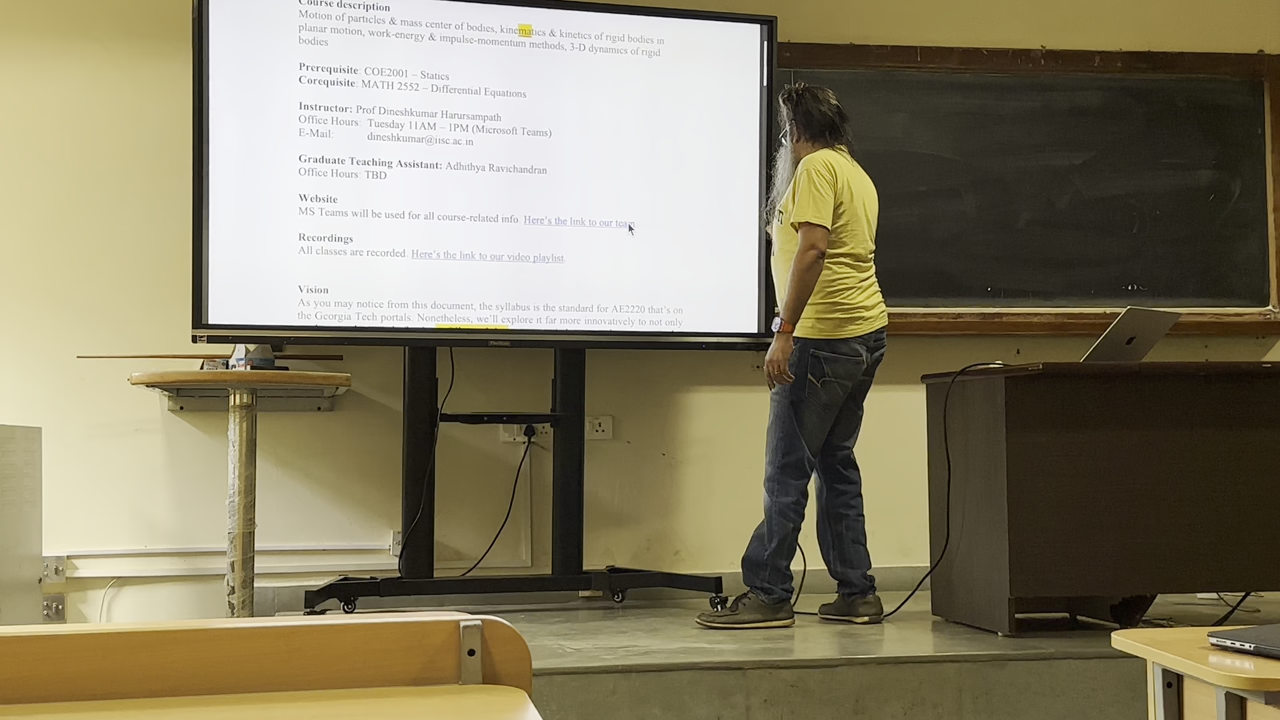 Course description
Motion of particles & mass center of bodies, kinematics & kinetics of rigid bodies in
planar motion, work-energy & impulse-momentum methods, 3-D dynamics of rigid
bodies
Prerequisite: COE2001 – Statics
Corequisite: MATH 2552 – Differential Equations
Instructor: Prof Dineshkumar Harursampath
Office Hours: Tuesday 11AM – 1PM (Microsoft Teams)
E-Mail: dineshkumar@iisc.ac.in
Graduate Teaching Assistant: Adhithya Ravichandran
Office Hours: TBD
Website
MS Teams will be used for all course-related info. Here's the link to our team
Recordings
All classes are recorded. Here's the link to our video playlist.
Vision
As you may notice from this document, the syllabus is the standard for AE2220 that's on
the Georgia Tech portals. Nonetheless, we'll explore it far more innovatively to not only